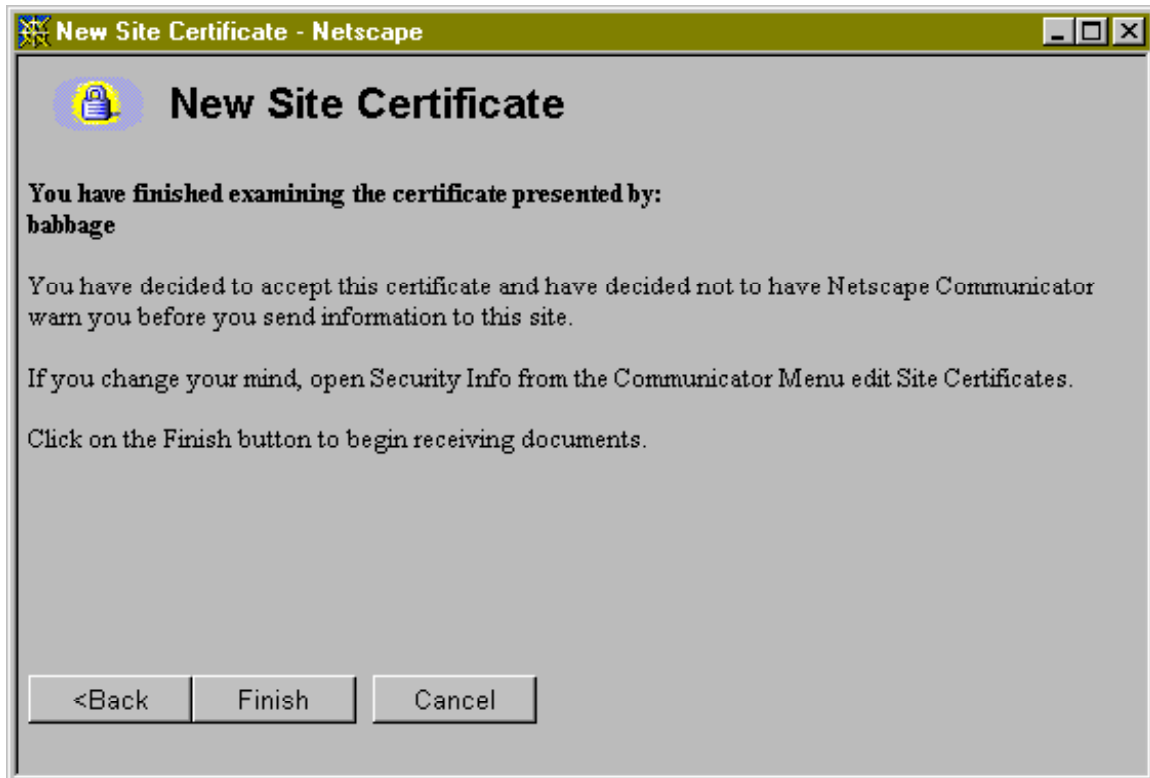 New Site Certificate - Netscape
New Site Certificate
You have finished examining the certificate presented by:
babbage
You have decided to accept this certificate and have decided not to have Netscape Communicator
warn you before you send information to this site.
If you change your mind, open Security Info from the Communicator Menu edit Site Certificates.
Click on the Finish button to begin receiving documents.
<Back Finish Cancel